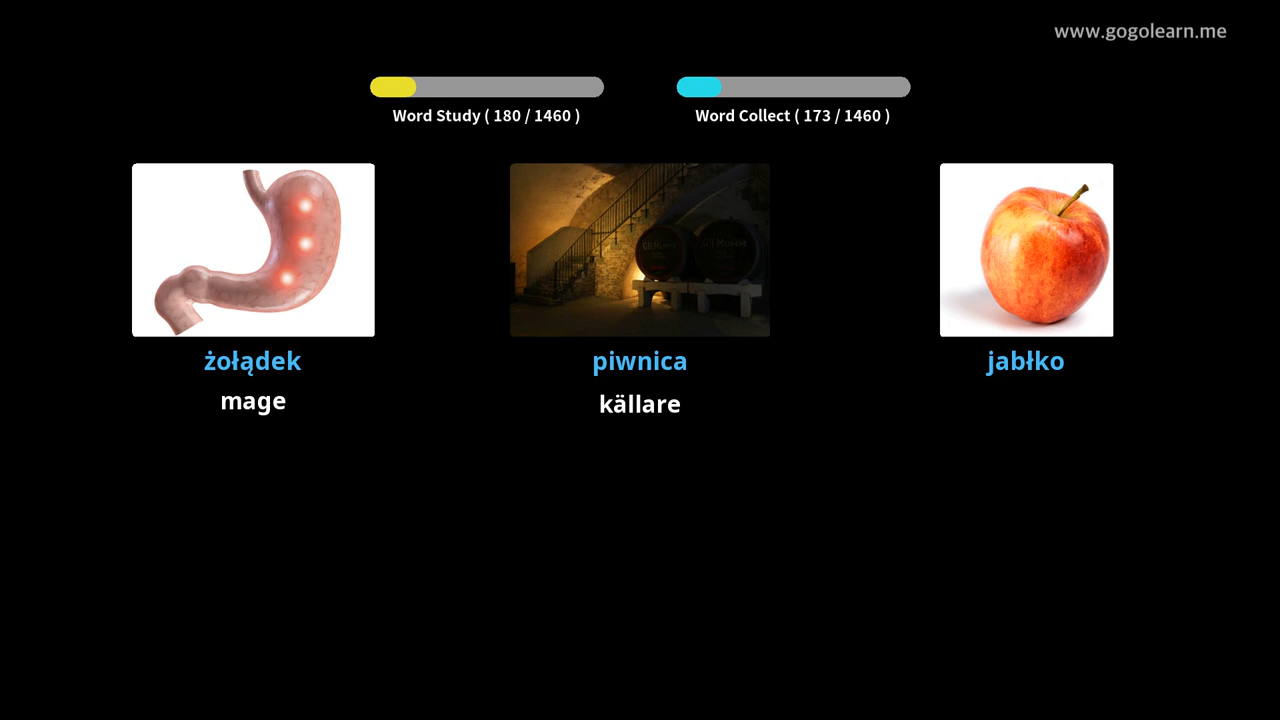 www.gogolearn.me
Word Study ( 180 / 1460 )
Word Collect ( 173 / 1460 )
żołądek
piwnica
jabłko
mage
källare